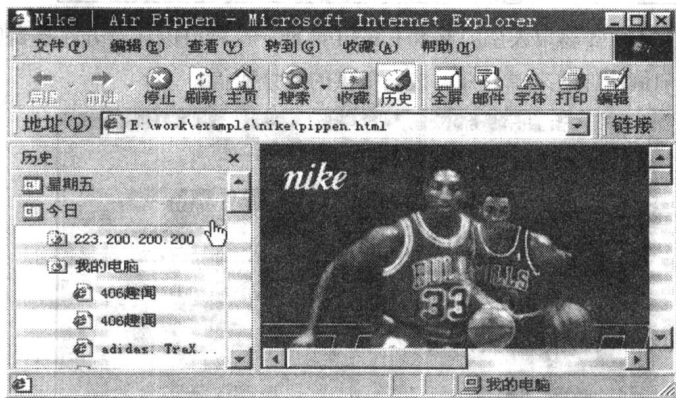 Nike | Air Pippen - Microsoft Internet Explorer
文件(F) 编辑(E) 查看(V) 转到(G) 收藏(A) 帮助(H)
后退 前进 停止 刷新 主页 搜索 收藏 历史 全屏 邮件 字体 打印 编辑
地址(D) E:\work\example\nike\pippen.html 链接
历史
星期五
今日
223.200.200.200
我的电脑
406趣闻
406趣闻
adidas: TraX...
nike
BULLS
33
我的电脑